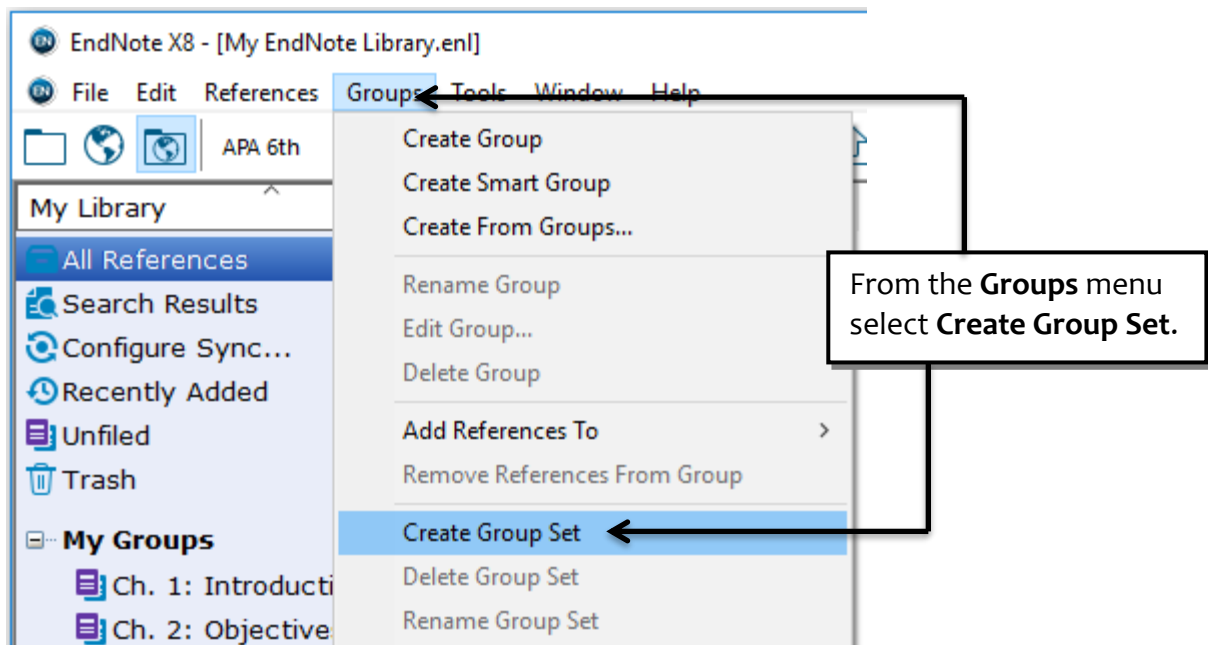 EndNote X8 - [My EndNote Library.enl]
File Edit References Groups Tools Window Help
APA 6th
My Library
All References
Search Results
Configure Sync...
Recently Added
Unfiled
Trash
My Groups
Ch. 1: Introducti
Ch. 2: Objective
Create Group
Create Smart Group
Create From Groups...
Rename Group
Edit Group...
Delete Group
Add References To
Remove References From Group
Create Group Set
Delete Group Set
Rename Group Set
From the Groups menu
select Create Group Set.